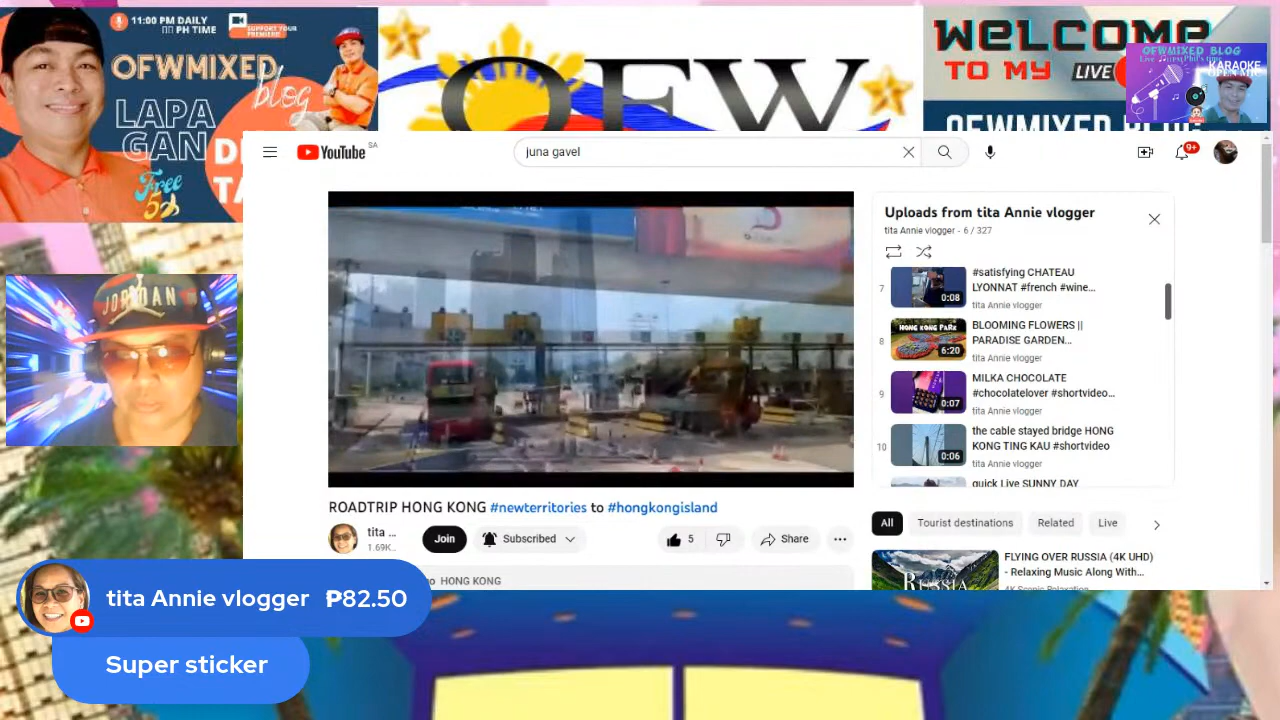 11:00 PM DAILY
PH TIME
SUPPORT YOUR
PREMIERE
OFWMIXED
blog
LAPA
GAN
Free
OFW
WELCOME
TO MY
LIVE
OFWMIXED BLOG
KARAOKE
OPEN MIC
OFWMIXED BLOG
JORDAN
YouTube SA
juna gavel
9+
Uploads from tita Annie vlogger
tita Annie vlogger - 6 / 327
7
#satisfying CHATEAU
LYONNAT #french #wine...
tita Annie vlogger
0:08
8
HONG KONG PARK
6:20
BLOOMING FLOWERS ||
PARADISE GARDEN...
tita Annie vlogger
9
0:07
MILKA CHOCOLATE
#chocolatelover #shortvideo...
tita Annie vlogger
10
0:06
the cable stayed bridge HONG
KONG TING KAU #shortvideo
tita Annie vlogger
quick Live SUNNY DAY
ROADTRIP HONG KONG #newterritories to #hongkongisland
tita ...
1.69K..
Join
Subscribed
5
Share
HONG KONG
All
Tourist destinations
Related
Live
RUSSIA
FLYING OVER RUSSIA (4K UHD)
- Relaxing Music Along With...
4K Scenic Relaxation
tita Annie vlogger ₱82.50
Super sticker